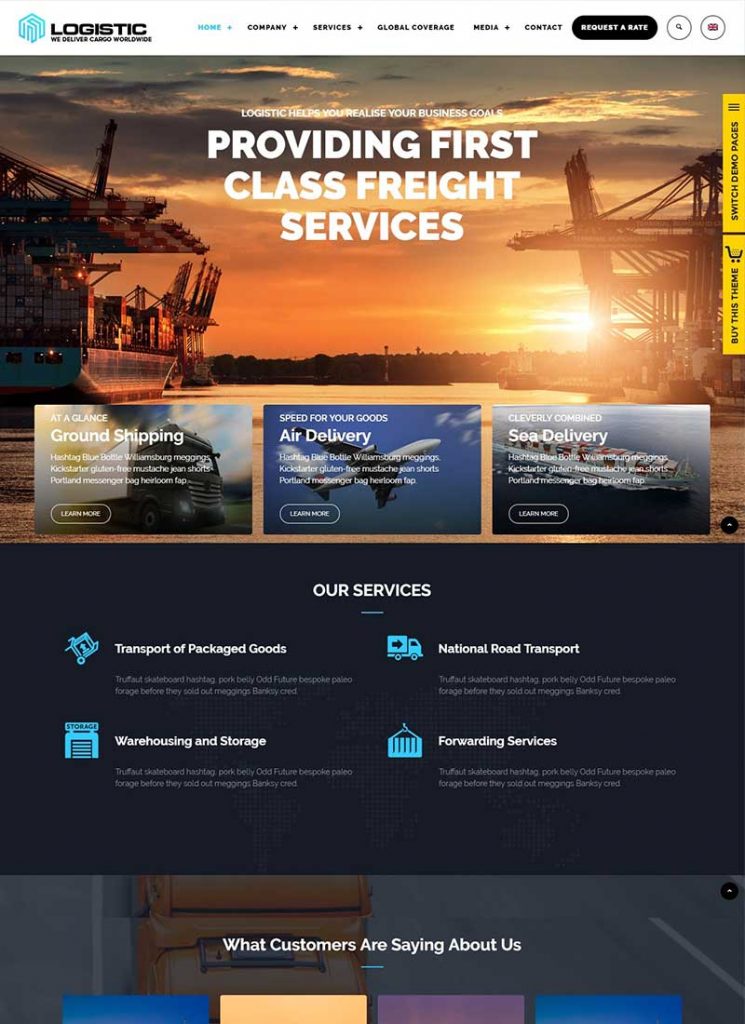 LOGISTIC
WE DELIVER CARGO WORLDWIDE
HOME +
COMPANY +
SERVICES +
GLOBAL COVERAGE
MEDIA +
CONTACT
REQUEST A RATE
LOGISTIC HELPS YOU REALISE YOUR BUSINESS GOALS
PROVIDING FIRST
CLASS FREIGHT
SERVICES
SWITCH DEMO PAGES
BUY THIS THEME
AT A GLANCE
Ground Shipping
Hashtag Blue Bottle Williamsburg meggings,
Kickstarter gluten-free mustache jean shorts
Portland messenger bag heirloom fap.
LEARN MORE
SPEED FOR YOUR GOODS
Air Delivery
Hashtag Blue Bottle Williamsburg meggings,
Kickstarter gluten-free mustache jean shorts
Portland messenger bag heirloom fap.
LEARN MORE
CLEVERLY COMBINED
Sea Delivery
Hashtag Blue Bottle Williamsburg meggings,
Kickstarter gluten-free mustache jean shorts
Portland messenger bag heirloom fap.
LEARN MORE
OUR SERVICES
Transport of Packaged Goods
Truffaut skateboard hashtag, pork belly Odd Future bespoke paleo
forage before they sold out meggings Banksy cred.
National Road Transport
Truffaut skateboard hashtag, pork belly Odd Future bespoke paleo
forage before they sold out meggings Banksy cred.
STORAGE
Warehousing and Storage
Truffaut skateboard hashtag, pork belly Odd Future bespoke paleo
forage before they sold out meggings Banksy cred.
Forwarding Services
Truffaut skateboard hashtag, pork belly Odd Future bespoke paleo
forage before they sold out meggings Banksy cred.
What Customers Are Saying About Us